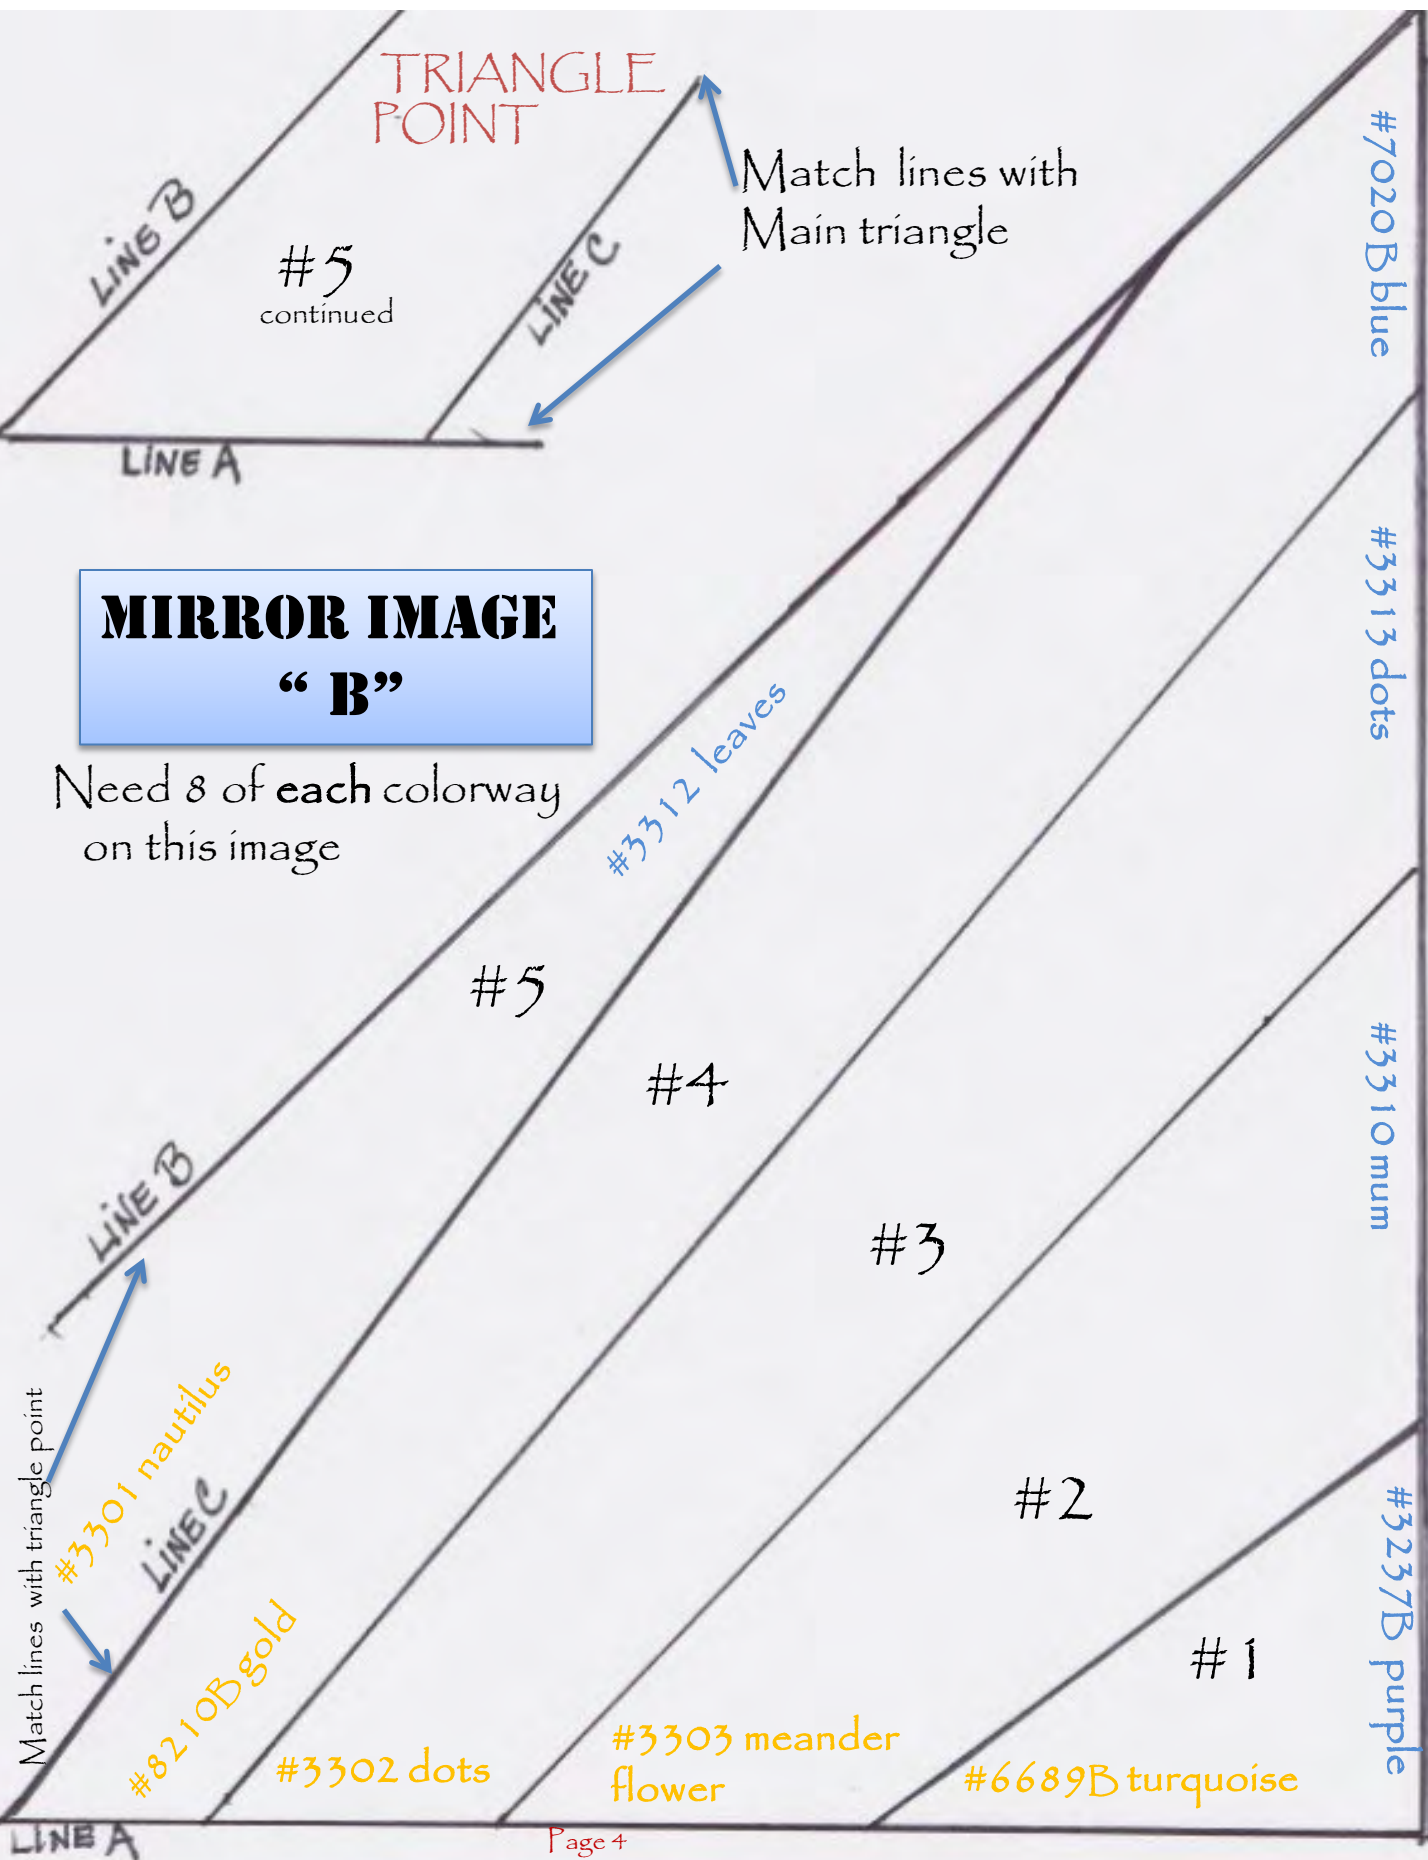 TRIANGLE
POINT
LINE B
#5
continued
LINE C
LINE A
Match lines with
Main triangle
#7020B blue
MIRROR IMAGE
“ B”
Need 8 of each colorway
on this image
#3312 leaves
#3313 dots
#5
#4
#3310 mum
LINE B
#3
Match lines with triangle point
#3301 nautilus
LINE C
#2
#3237B purple
#1
#8210B gold
#3302 dots
#3303 meander
flower
#6689B turquoise
LINE A
Page 4